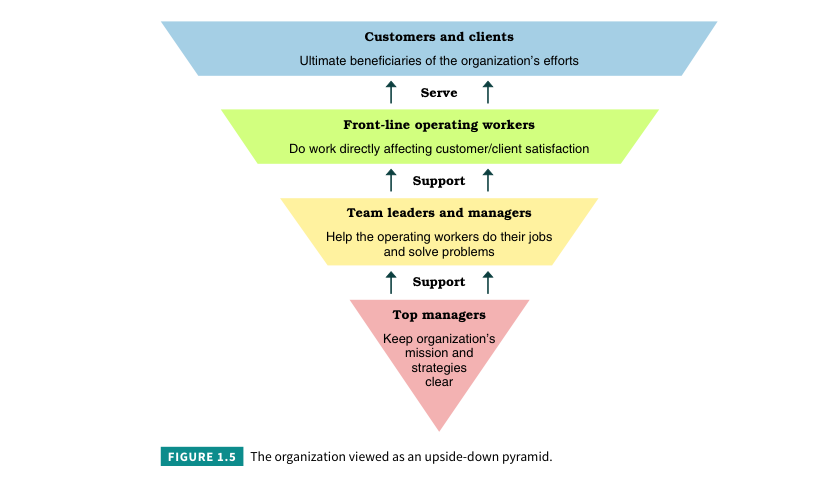 Customers and clients
Ultimate beneficiaries of the organization's efforts
Serve
Front-line operating workers
Do work directly affecting customer/client satisfaction
Support
Team leaders and managers
Help the operating workers do their jobs
and solve problems
Support
Top managers
Keep organization's
mission and
strategies
clear
FIGURE 1.5 The organization viewed as an upside-down pyramid.